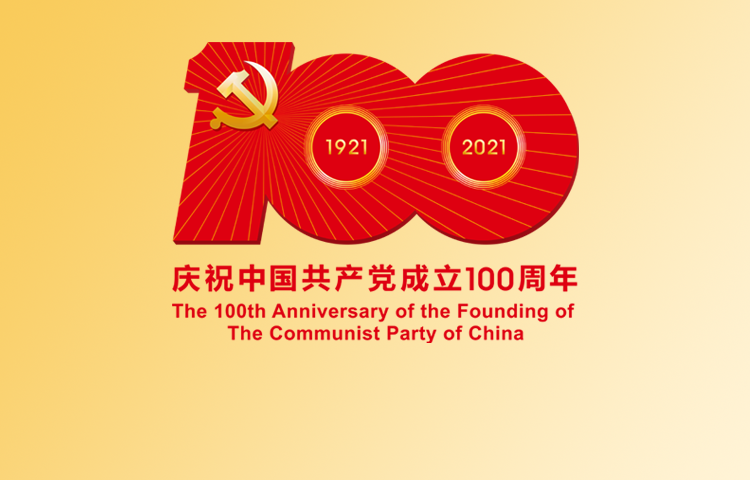 100
1921
2021
庆祝中国共产党成立100周年
The 100th Anniversary of the Founding of
The Communist Party of China